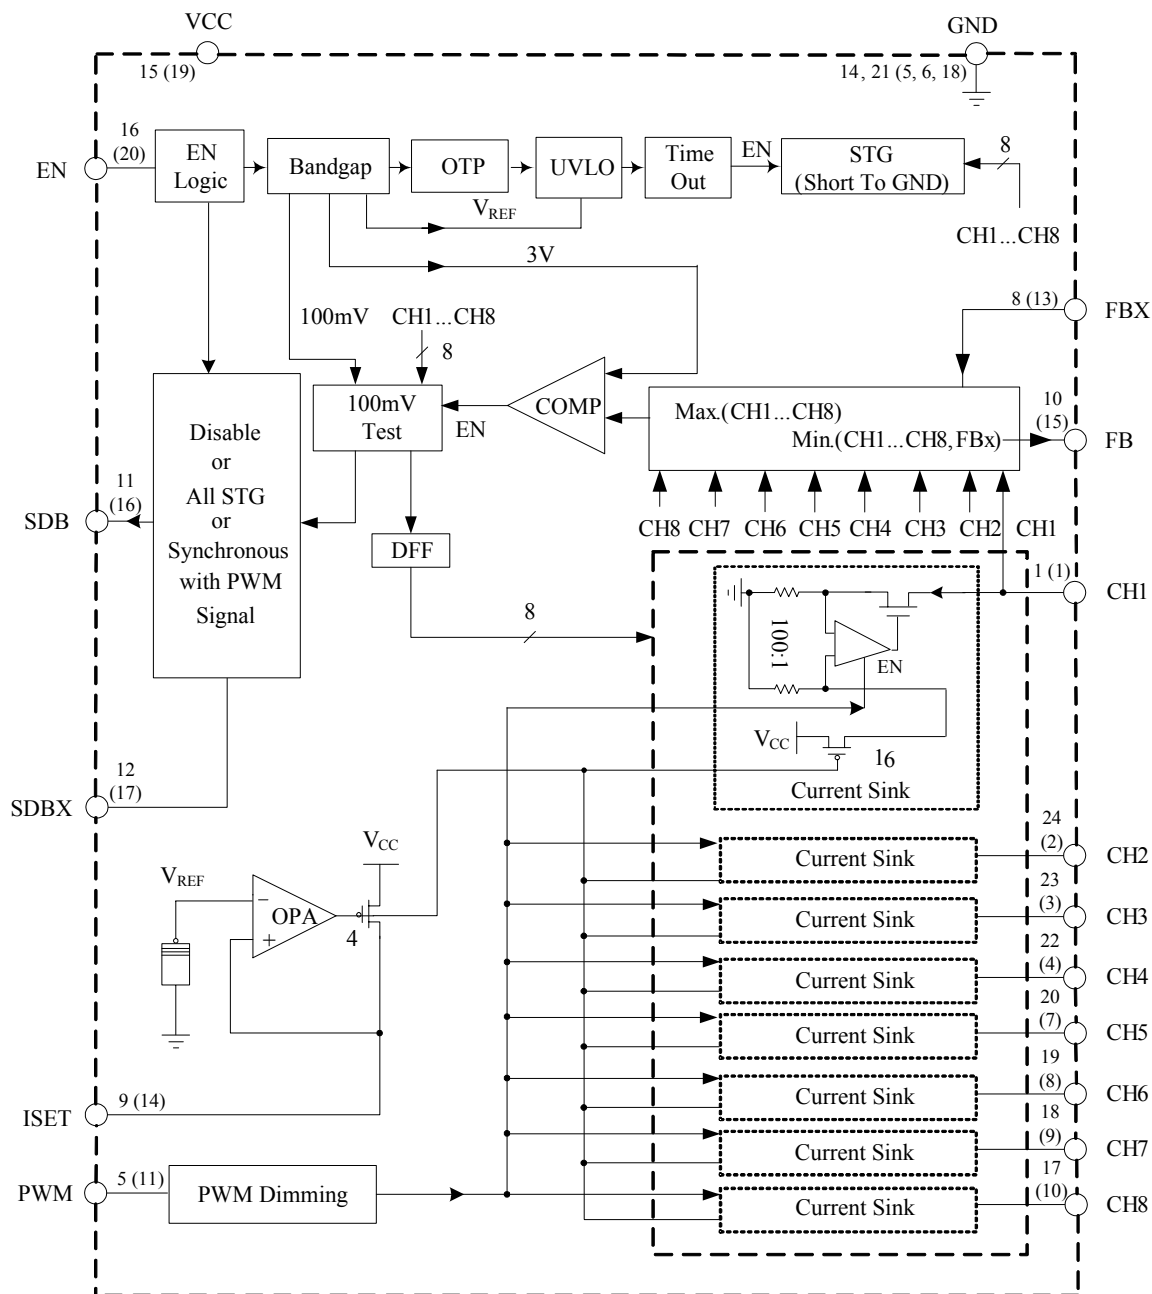 VCC
GND
15 (19)
14, 21 (5, 6, 18)
16
(20)
EN
EN
Logic
Bandgap
OTP
UVLO
Time
Out
EN
STG
(Short To GND)
8
VREF
CH1...CH8
3V
8 (13)
FBX
100mV
CH1...CH8
8
100mV
Test
EN
COMP
Max.(CH1...CH8)
Min.(CH1...CH8, FBx)
10
(15)
FB
Disable
or
All STG
or
Synchronous
with PWM
Signal
11
(16)
SDB
CH8
CH7
CH6
CH5
CH4
CH3
CH2
CH1
DFF
1 (1)
CH1
8
100:1
EN
VCC
16
Current Sink
12
(17)
SDBX
24
(2)
CH2
Current Sink
VCC
VREF
−
OPA
+
4
23
(3)
CH3
Current Sink
22
(4)
CH4
Current Sink
20
(7)
CH5
Current Sink
19
(8)
CH6
Current Sink
9 (14)
ISET
18
(9)
CH7
Current Sink
17
(10)
CH8
Current Sink
PWM
5 (11)
PWM Dimming